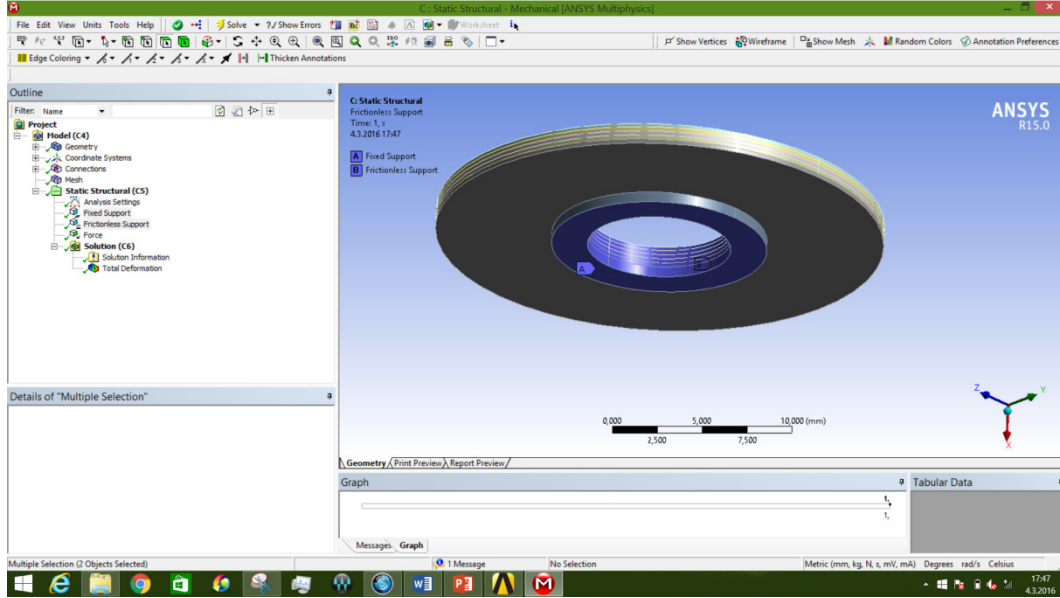 C : Static Structural - Mechanical [ANSYS Multiphysics]
File Edit View Units Tools Help Solve ?/ Show Errors Worksheet
Show Vertices Wireframe Show Mesh Random Colors Annotation Preferences
Edge Coloring Thicken Annotations
Outline
Filter: Name
Project
Model (C4)
Geometry
Coordinate Systems
Connections
Mesh
Static Structural (C5)
Analysis Settings
Fixed Support
Frictionless Support
Force
Solution (C6)
Solution Information
Total Deformation
Details of "Multiple Selection"
C: Static Structural
Frictionless Support
Time: 1, s
4.3.2016 17:47
A Fixed Support
B Frictionless Support
ANSYS
R15.0
A
B
Z
Y
X
0,000 5,000 10,000 (mm)
2,500 7,500
Geometry Print Preview Report Preview
Graph
1,
1,
Messages Graph
Tabular Data
Multiple Selection (2 Objects Selected) 1 Message No Selection Metric (mm, kg, N, s, mV, mA) Degrees rad/s Celsius
17:47
4.3.2016